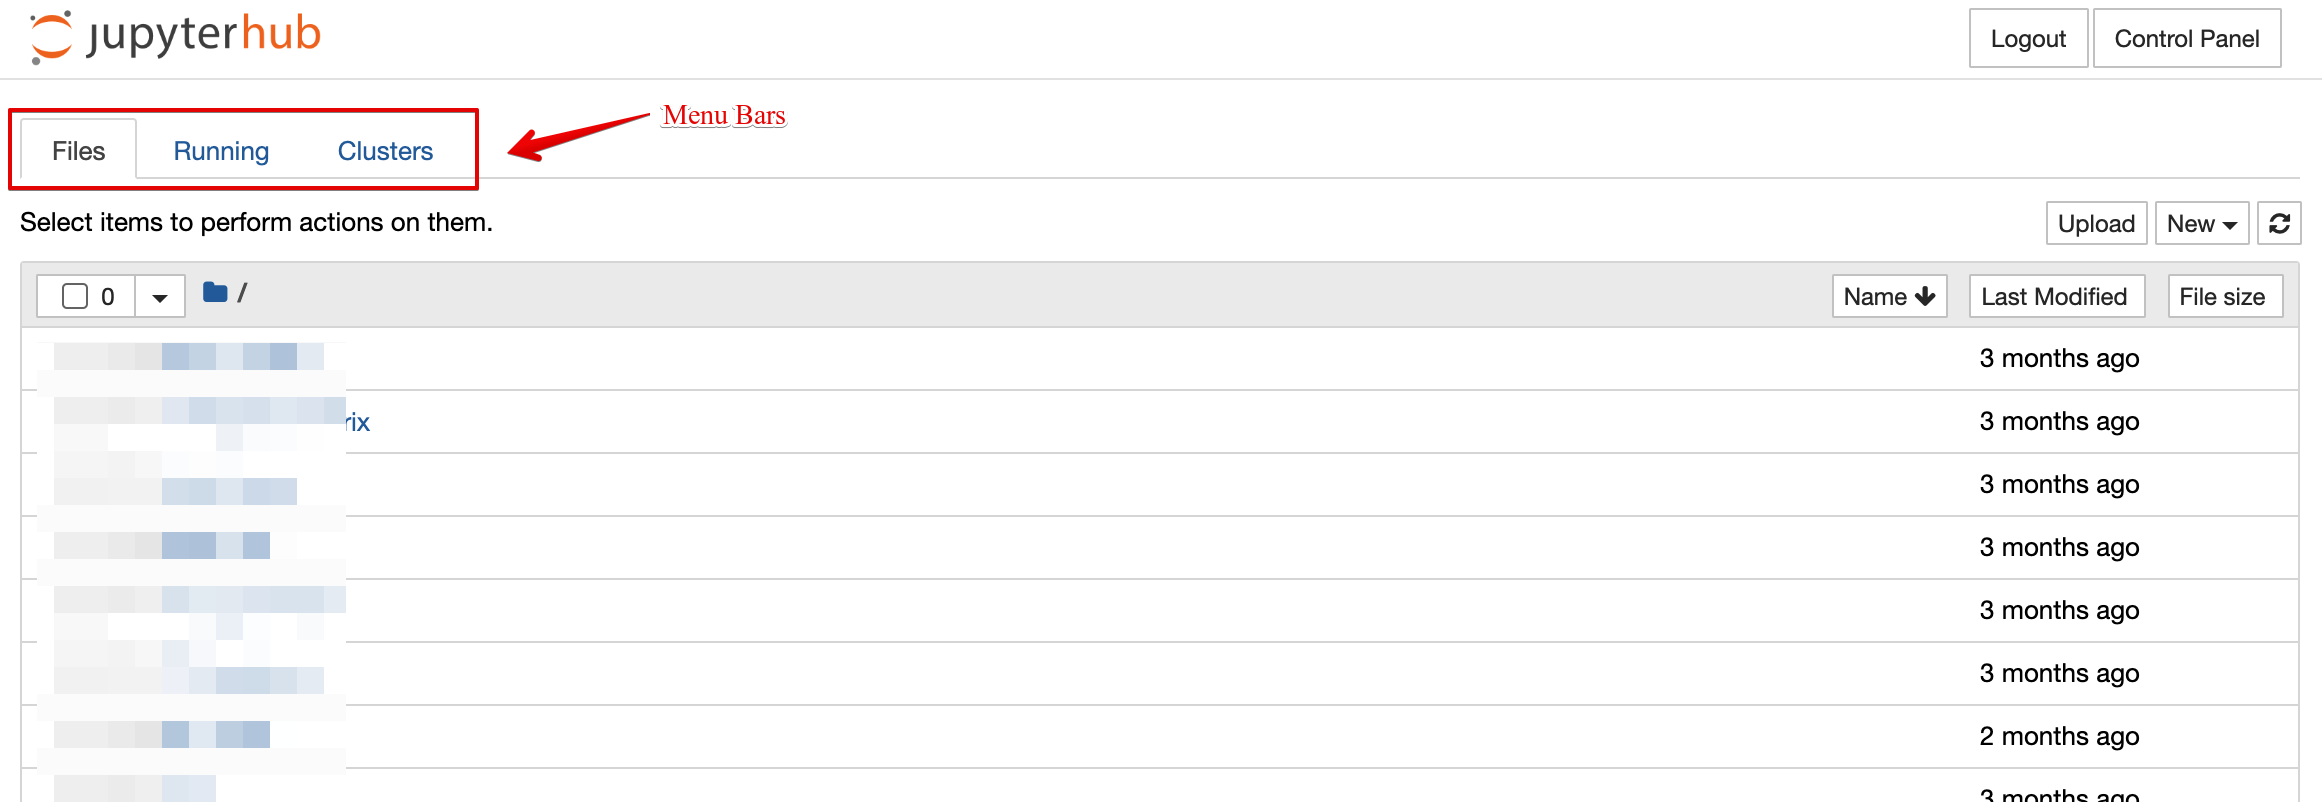 jupyterhub
Logout Control Panel
Menu Bars
Files Running Clusters
Select items to perform actions on them.
Upload New
0 / Name Last Modified File size
3 months ago
rix 3 months ago
3 months ago
3 months ago
3 months ago
3 months ago
2 months ago
3 months ago